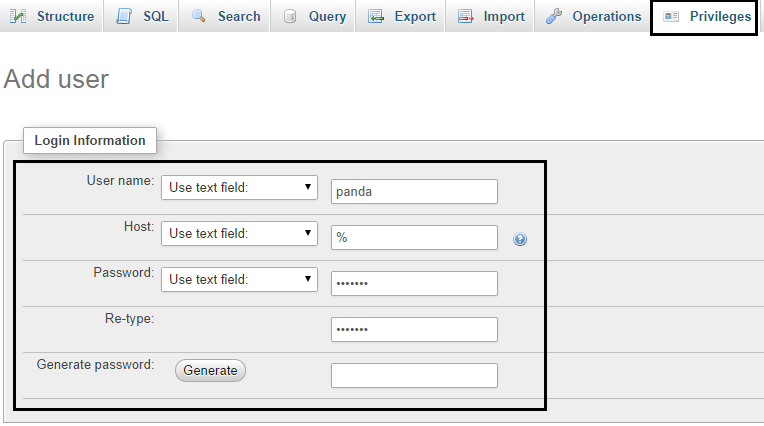 Structure SQL Search Query Export Import Operations Privileges
Add user
Login Information
User name: Use text field: panda
Host: Use text field: %
Password: Use text field: •••••••
Re-type: •••••••
Generate password: Generate